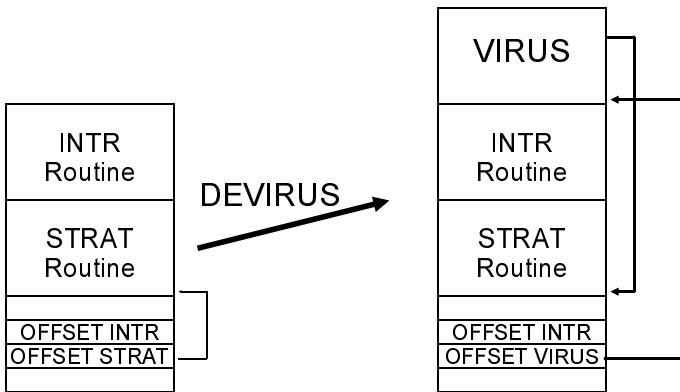 INTR
Routine
STRAT
Routine
OFFSET INTR
OFFSET STRAT
DEVIRUS
VIRUS
INTR
Routine
STRAT
Routine
OFFSET INTR
OFFSET VIRUS